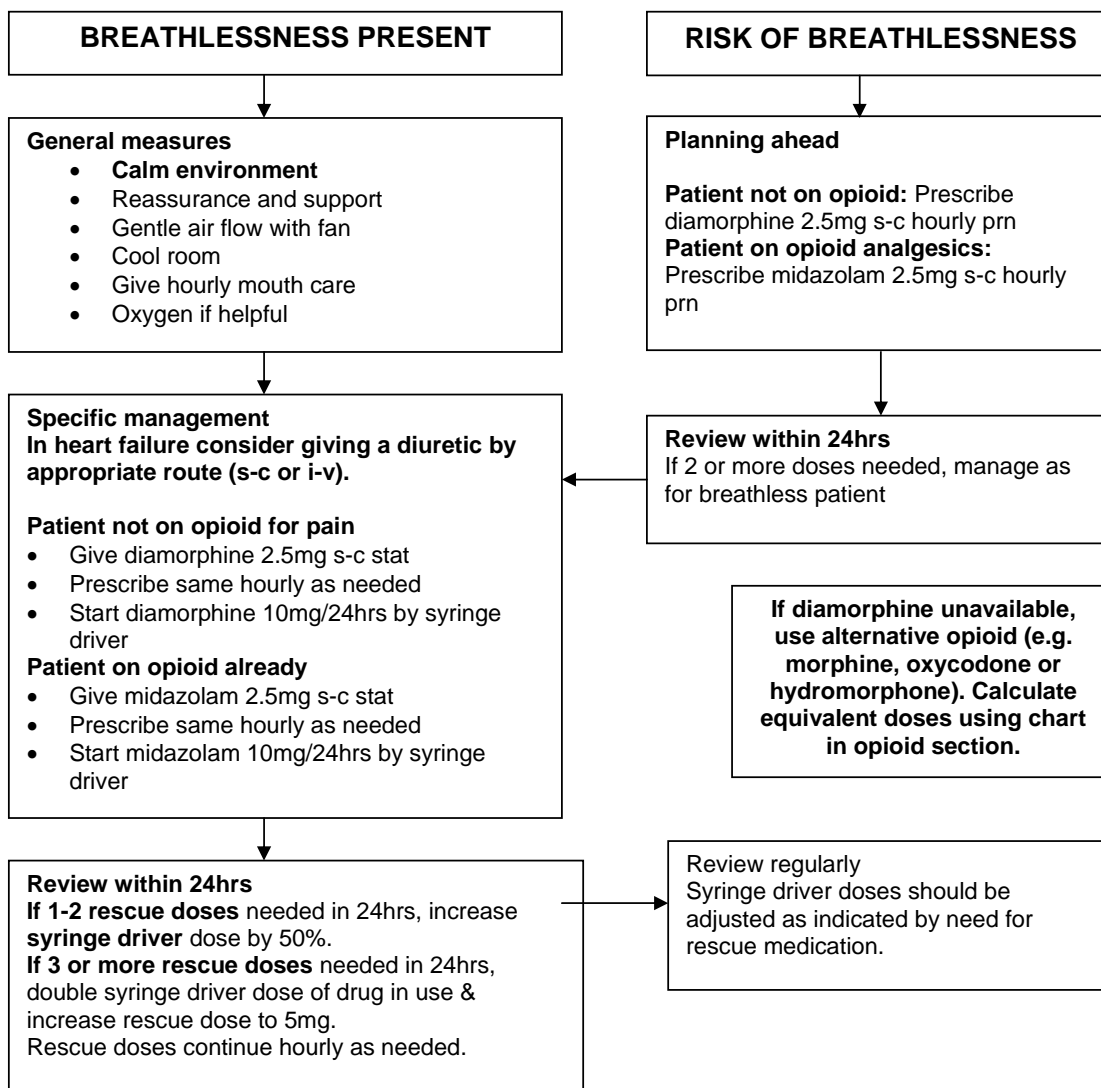 BREATHLESSNESS PRESENT
General measures
• Calm environment
• Reassurance and support
• Gentle air flow with fan
• Cool room
• Give hourly mouth care
• Oxygen if helpful
Specific management
In heart failure consider giving a diuretic by
appropriate route (s-c or i-v).
Patient not on opioid for pain
• Give diamorphine 2.5mg s-c stat
• Prescribe same hourly as needed
• Start diamorphine 10mg/24hrs by syringe
driver
Patient on opioid already
• Give midazolam 2.5mg s-c stat
• Prescribe same hourly as needed
• Start midazolam 10mg/24hrs by syringe
driver
Review within 24hrs
If 1-2 rescue doses needed in 24hrs, increase
syringe driver dose by 50%.
If 3 or more rescue doses needed in 24hrs,
double syringe driver dose of drug in use &
increase rescue dose to 5mg.
Rescue doses continue hourly as needed.
RISK OF BREATHLESSNESS
Planning ahead
Patient not on opioid: Prescribe
diamorphine 2.5mg s-c hourly prn
Patient on opioid analgesics:
Prescribe midazolam 2.5mg s-c hourly
prn
Review within 24hrs
If 2 or more doses needed, manage as
for breathless patient
If diamorphine unavailable,
use alternative opioid (e.g.
morphine, oxycodone or
hydromorphone). Calculate
equivalent doses using chart
in opioid section.
Review regularly
Syringe driver doses should be
adjusted as indicated by need for
rescue medication.